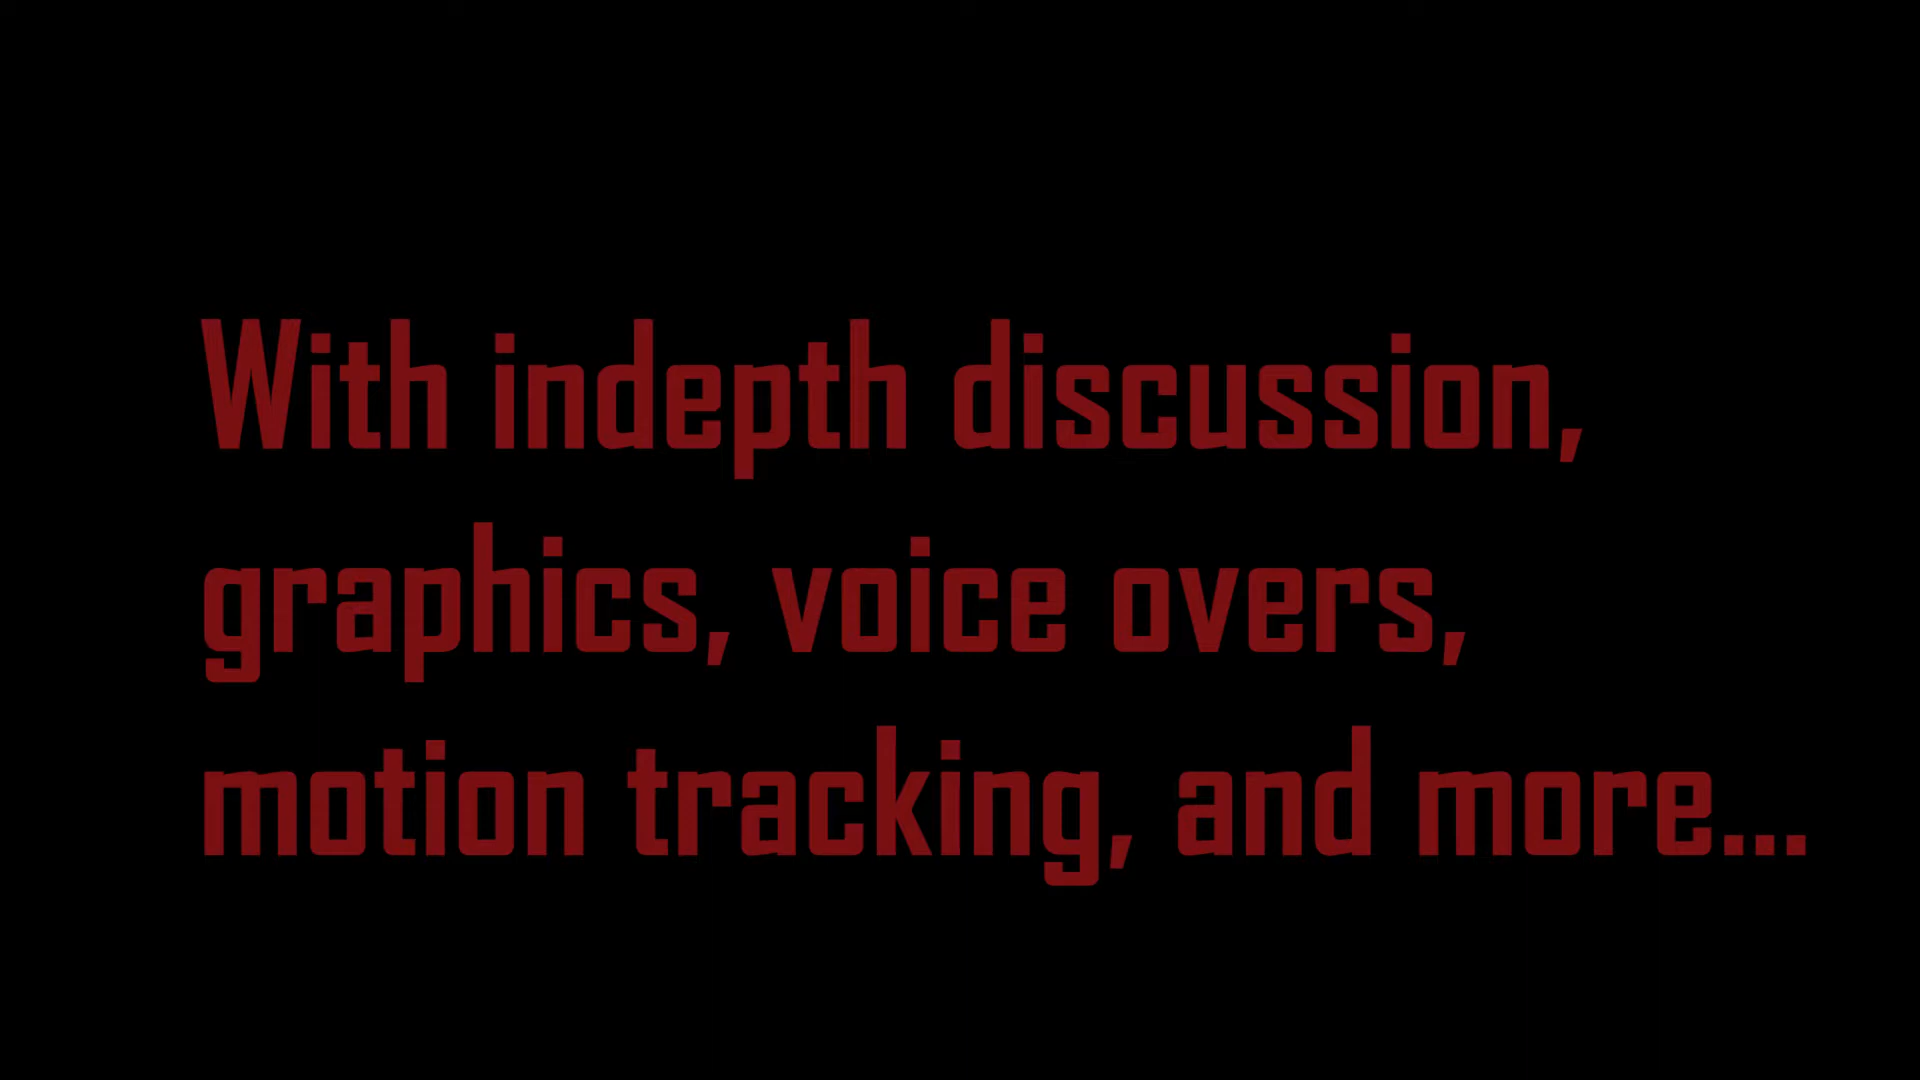 With indepth discussion,
graphics, voice overs,
motion tracking, and more...